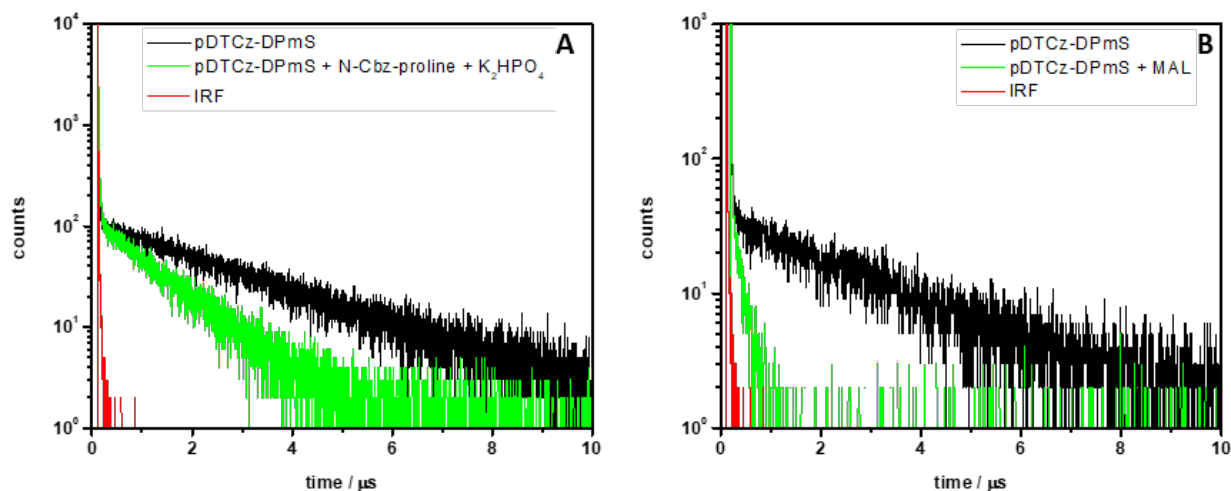 A
pDTCz-DPmS
pDTCz-DPmS + N-Cbz-proline + K₂HPO₄
IRF
10⁴
10³
10²
10¹
10⁰
counts
0 2 4 6 8 10
time / μs
B
pDTCz-DPmS
pDTCz-DPmS + MAL
IRF
10³
10²
10¹
10⁰
counts
0 2 4 6 8 10
time / μs